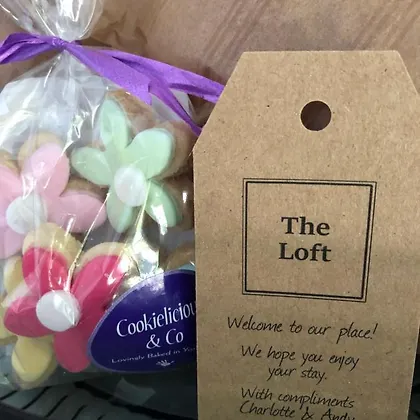 The
Loft
Welcome to our place!
We hope you enjoy
your stay.
With compliments
Charlotte & Andy
Cookielicious
& Co
Lovingly Baked in